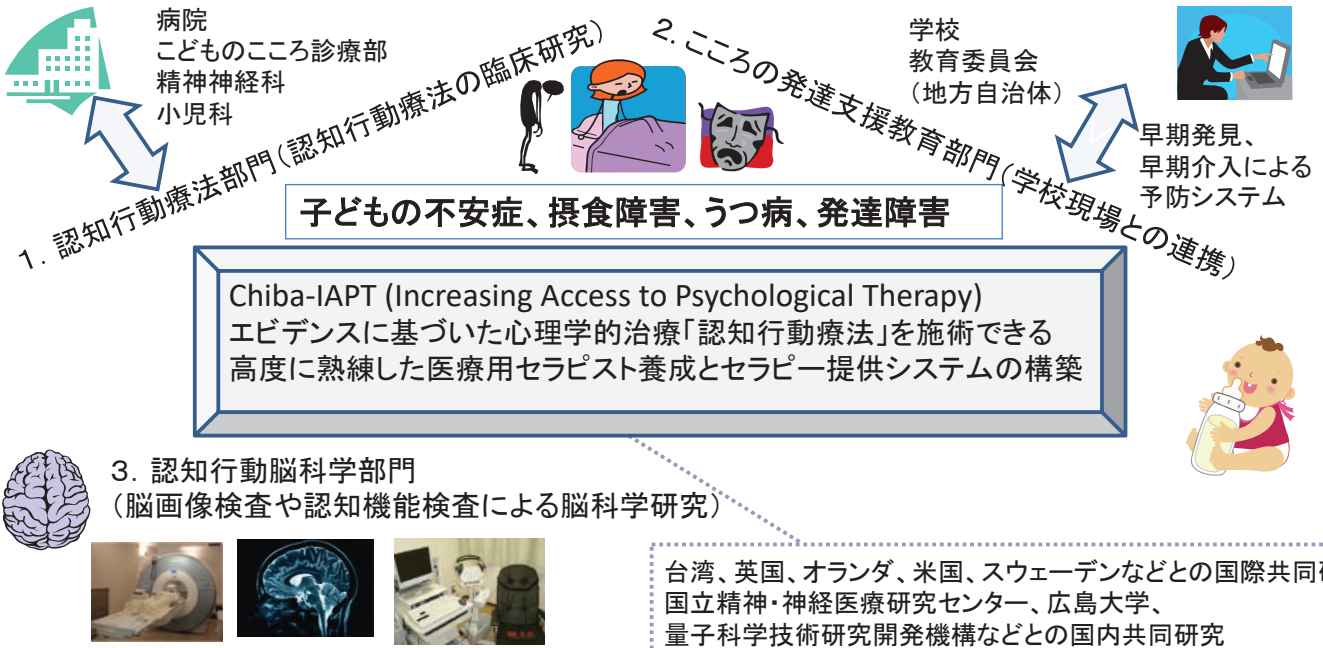 病院
こどものこころ診療部
精神神経科
小児科
1. 認知行動療法部門(認知行動療法の臨床研究)
2. こころの発達支援教育部門(学校現場との連携)
学校
教育委員会
(地方自治体)
早期発見、
早期介入による
予防システム
子どもの不安症、摂食障害、うつ病、発達障害
Chiba-IAPT (Increasing Access to Psychological Therapy)
エビデンスに基づいた心理学的治療「認知行動療法」を施術できる
高度に熟練した医療用セラピスト養成とセラピー提供システムの構築
3. 認知行動脳科学部門
(脳画像検査や認知機能検査による脳科学研究)
台湾、英国、オランダ、米国、スウェーデンなどとの国際共同
国立精神・神経医療研究センター、広島大学、
量子科学技術研究開発機構などとの国内共同研究